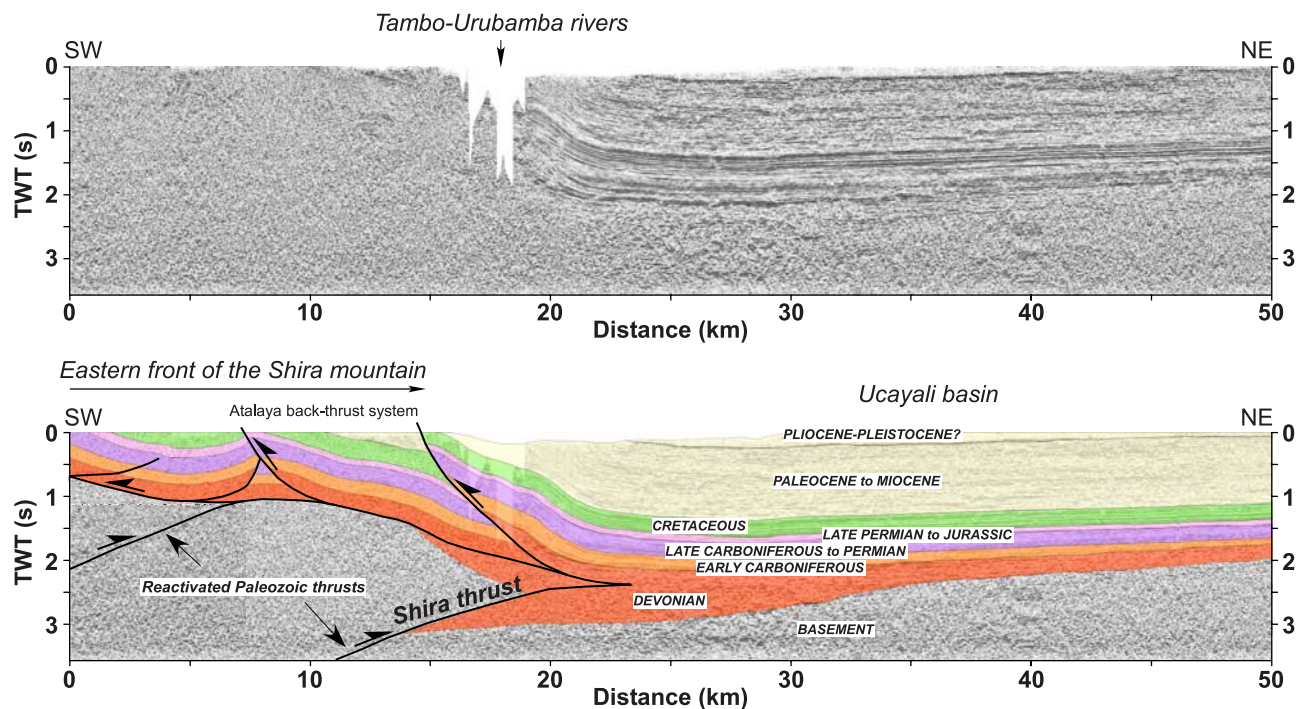 Tambo-Urubamba rivers
SW
NE
0
0
1
1
2
2
3
3
TWT (s)
0
10
20
30
40
50
Distance (km)
Eastern front of the Shira mountain
Atalaya back-thrust system
Ucayali basin
SW
NE
0
0
PLIOCENE-PLEISTOCENE?
PALEOCENE to MIOCENE
1
1
CRETACEOUS
LATE PERMIAN to JURASSIC
LATE CARBONIFEROUS to PERMIAN
EARLY CARBONIFEROUS
2
2
Reactivated Paleozoic thrusts
Shira thrust
DEVONIAN
BASEMENT
3
3
TWT (s)
0
10
20
30
40
50
Distance (km)